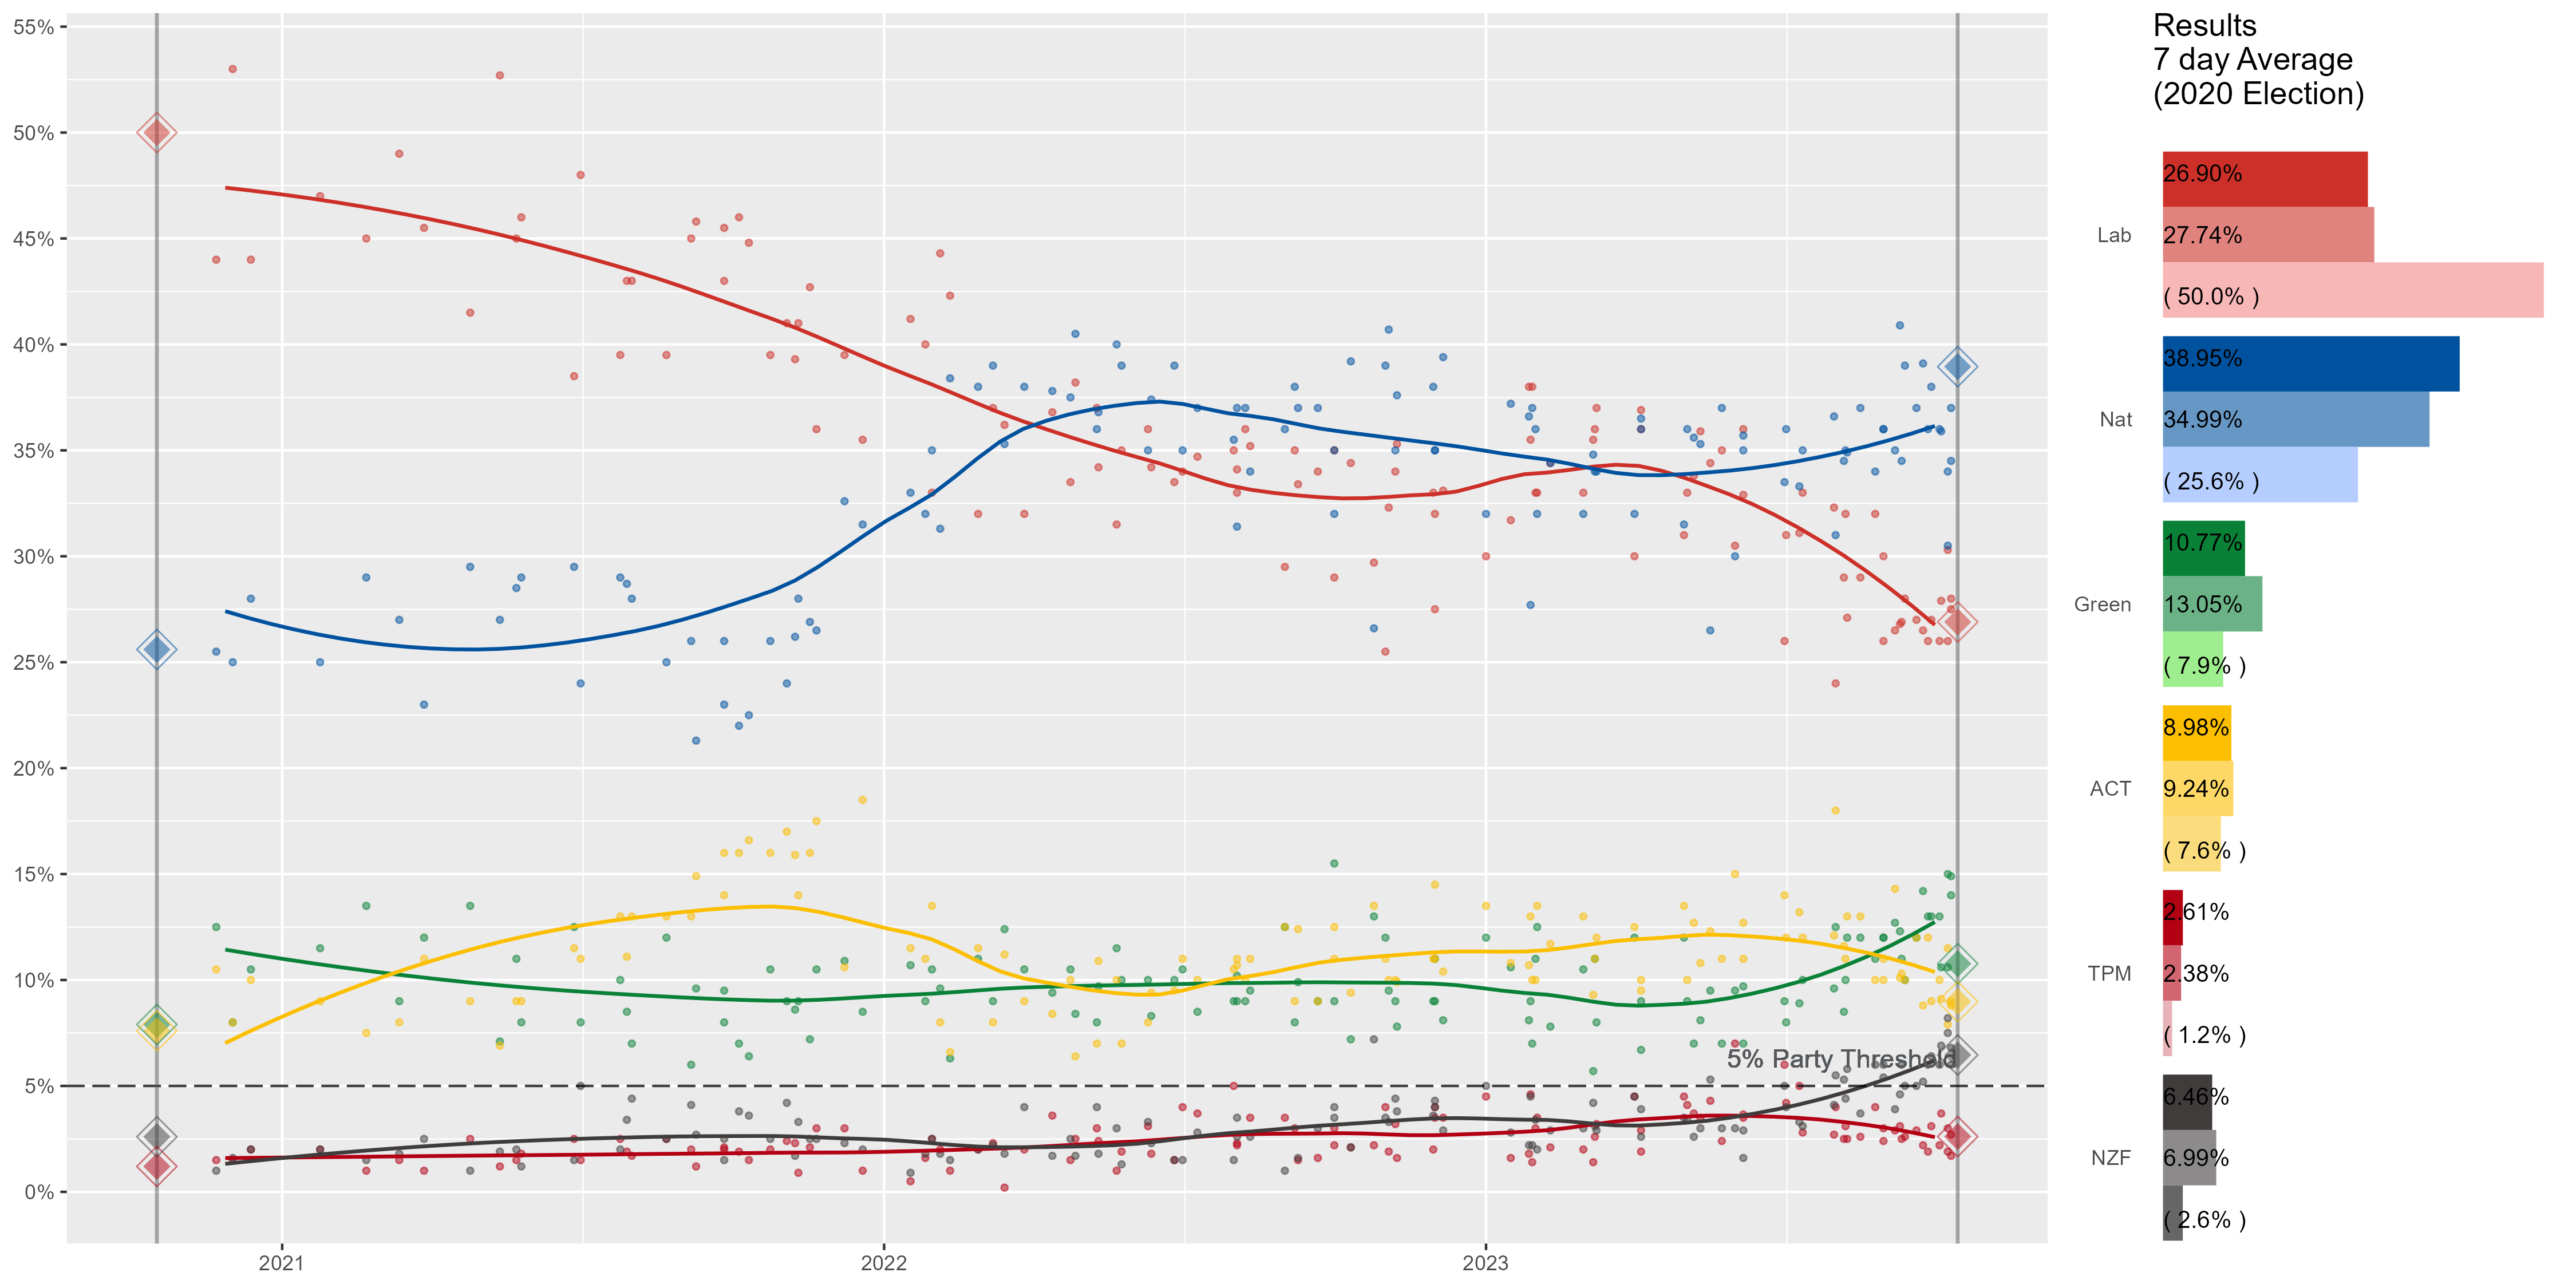 55%
50%
45%
40%
35%
30%
25%
20%
15%
10%
5%
0%
5% Party Threshold
2021
2022
2023
Results
7 day Average
(2020 Election)
Lab
26.90%
27.74%
( 50.0% )
Nat
38.95%
34.99%
( 25.6% )
Green
10.77%
13.05%
( 7.9% )
ACT
8.98%
9.24%
( 7.6% )
TPM
2.61%
2.38%
( 1.2% )
NZF
6.46%
6.99%
( 2.6% )